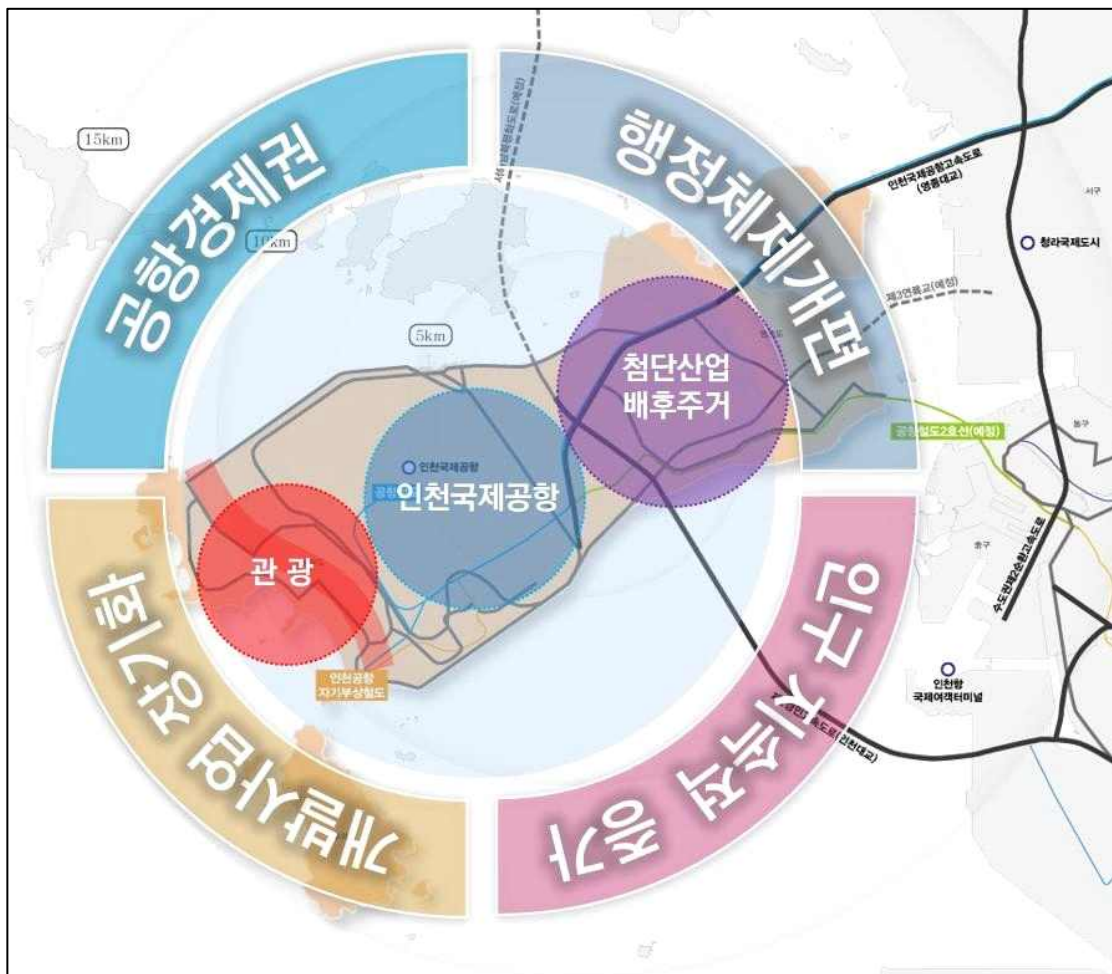 15km
10km
5km
공항경제권
행정체제개편
인천국제공항고속도로
(영종대교)
서구
청라국제도시
제3연륙교(예정)
첨단산업
배후주거
동구
공항철도2호선(예정)
인천국제공항
인천국제공항
관 광
중구
수도권제2순환고속도로
인천공항
자기부상철도
인천항
국제여객터미널
개발사업 장기화
인구 지속적 증가